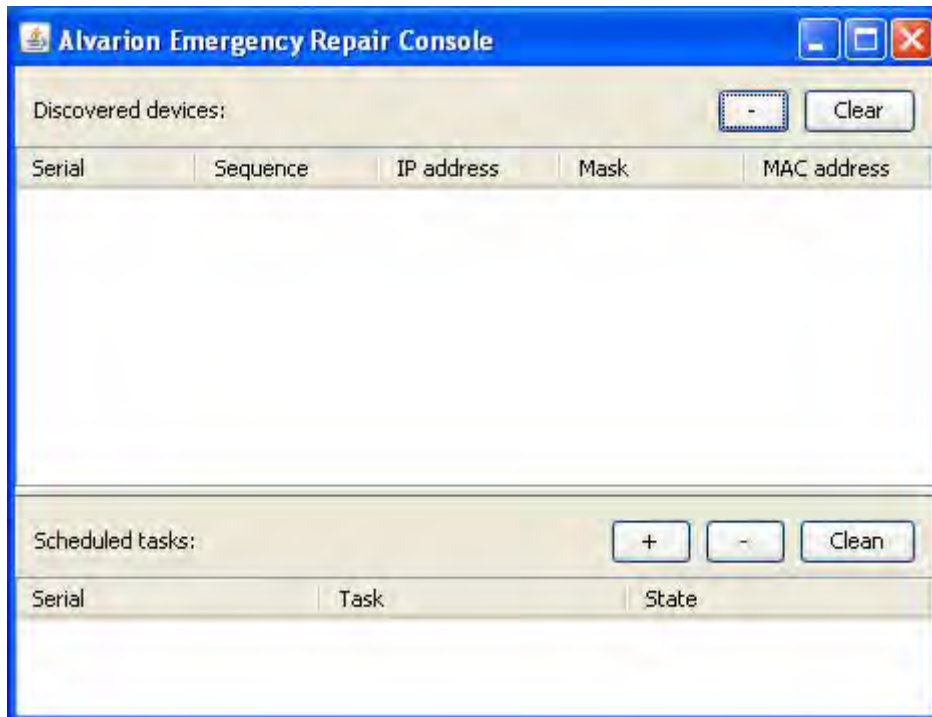 Alvarion Emergency Repair Console
Discovered devices: - Clear
Serial Sequence IP address Mask MAC address
Scheduled tasks: + - Clean
Serial Task State